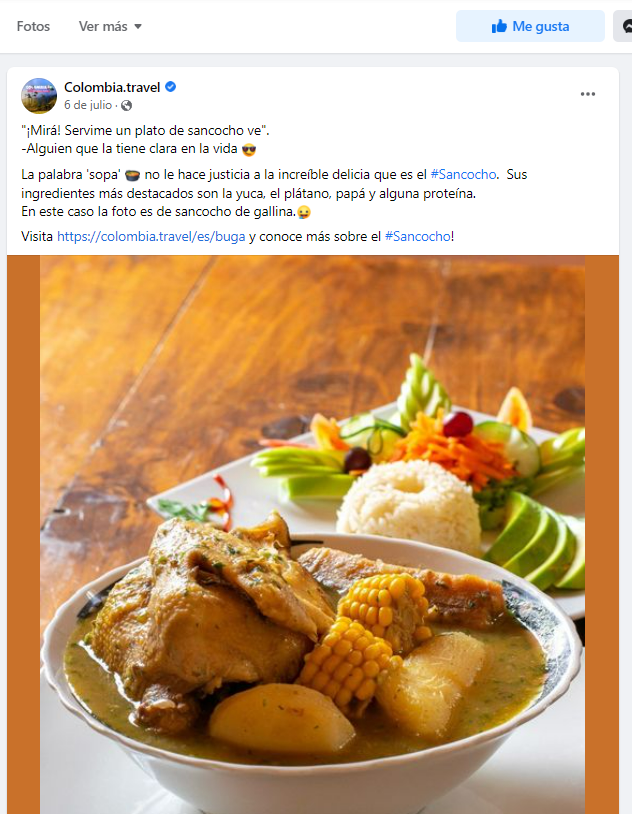 Fotos
Ver más
Me gusta
Colombia.travel
6 de julio ·
"¡Mirá! Servime un plato de sancocho ve".
-Alguien que la tiene clara en la vida 😎
La palabra 'sopa' 🍲 no le hace justicia a la increíble delicia que es el #Sancocho. Sus
ingredientes más destacados son la yuca, el plátano, papá y alguna proteína.
En este caso la foto es de sancocho de gallina.🤤
Visita https://colombia.travel/es/buga y conoce más sobre el #Sancocho!